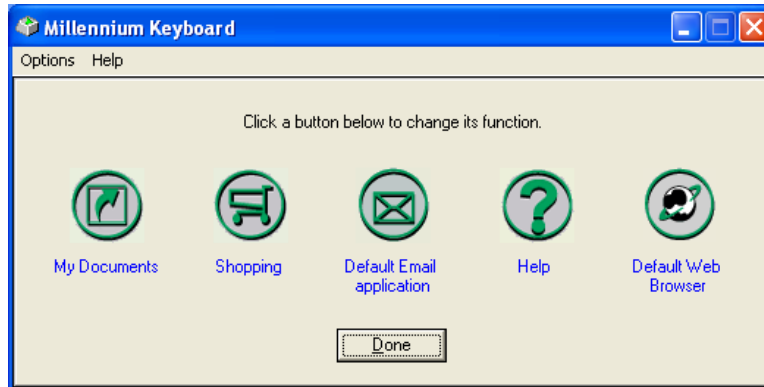 Millennium Keyboard
Options Help
Click a button below to change its function.
My Documents
Shopping
Default Email
application
Help
Default Web
Browser
Done